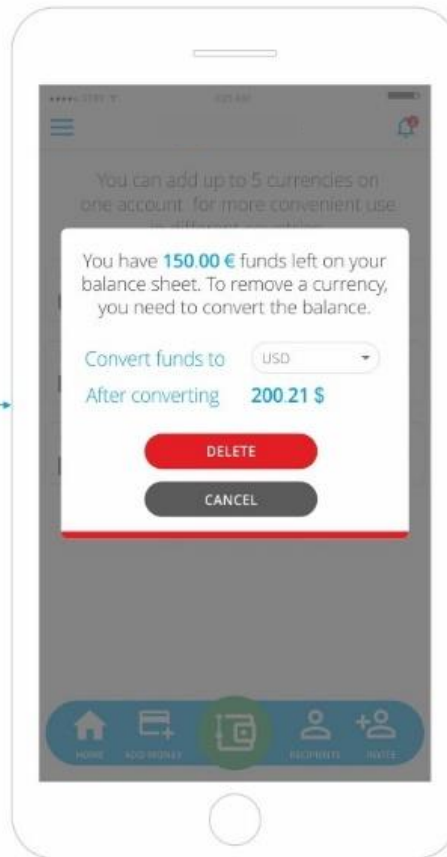 You can add up to 5 currencies on
one account for more convenient use
You have 150.00 € funds left on your
balance sheet. To remove a currency,
you need to convert the balance.
Convert funds to USD
After converting 200.21 $
DELETE
CANCEL
HOME ADD MONEY RECIPIENTS INVITE